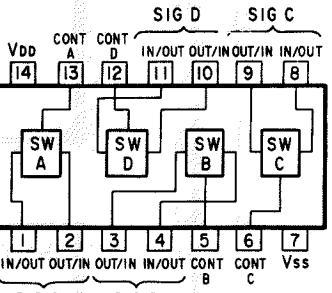 SIG D SIG C
VDD CONT A CONT D IN/OUT OUT/IN OUT/IN IN/OUT
14 13 12 11 10 9 8
SW A SW D SW B SW C
1 2 3 4 5 6 7
IN/OUT OUT/IN OUT/IN IN/OUT CONT B CONT C VSS